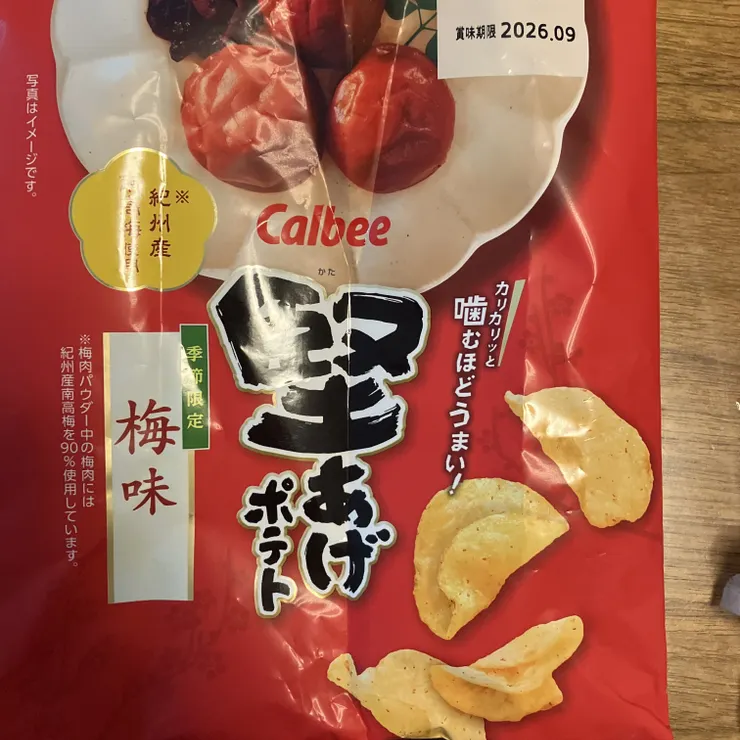 賞味期限 2026.09
写真はイメージです。
※
紀州産
Calbee
かた
堅あげ
ポテト
カリカリッと
噛むほどうまい!
季節限定
梅味
※梅肉パウダー中の梅肉には
紀州産南高梅を90%使用しています。